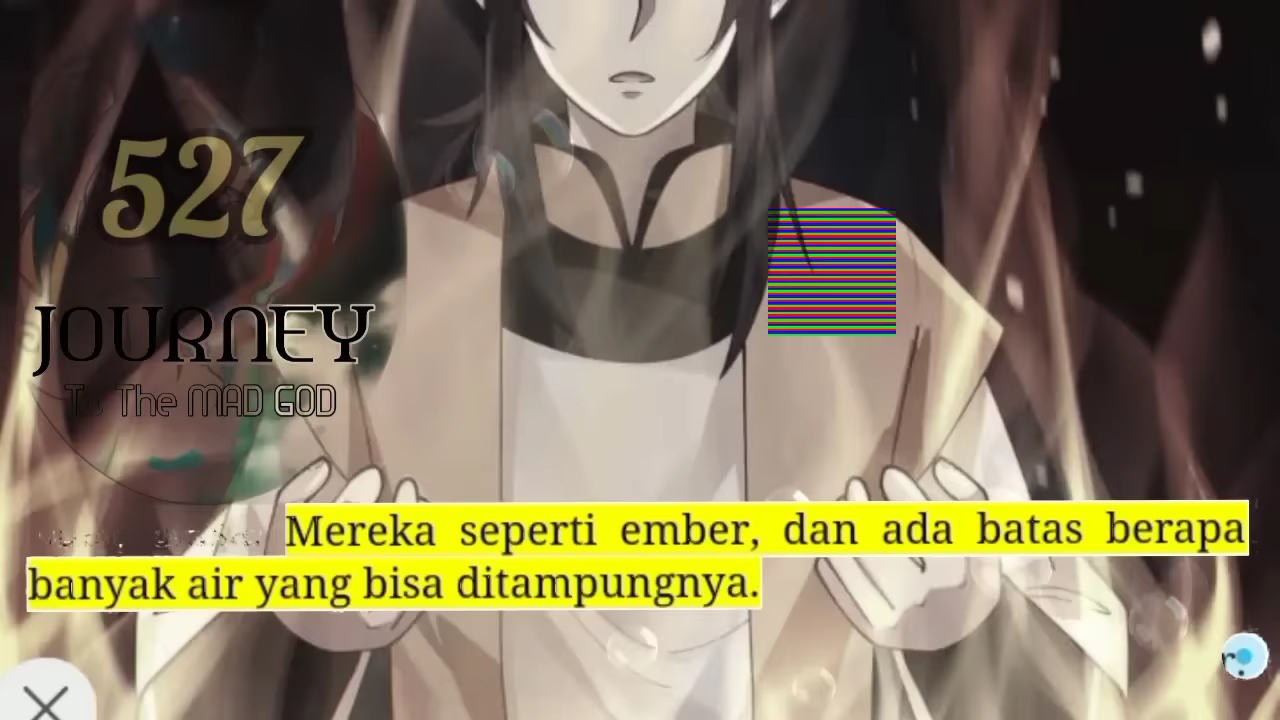 527
JOURNEY
To The MAD GOD
Mereka seperti ember, dan ada batas berapa
banyak air yang bisa ditampungnya.